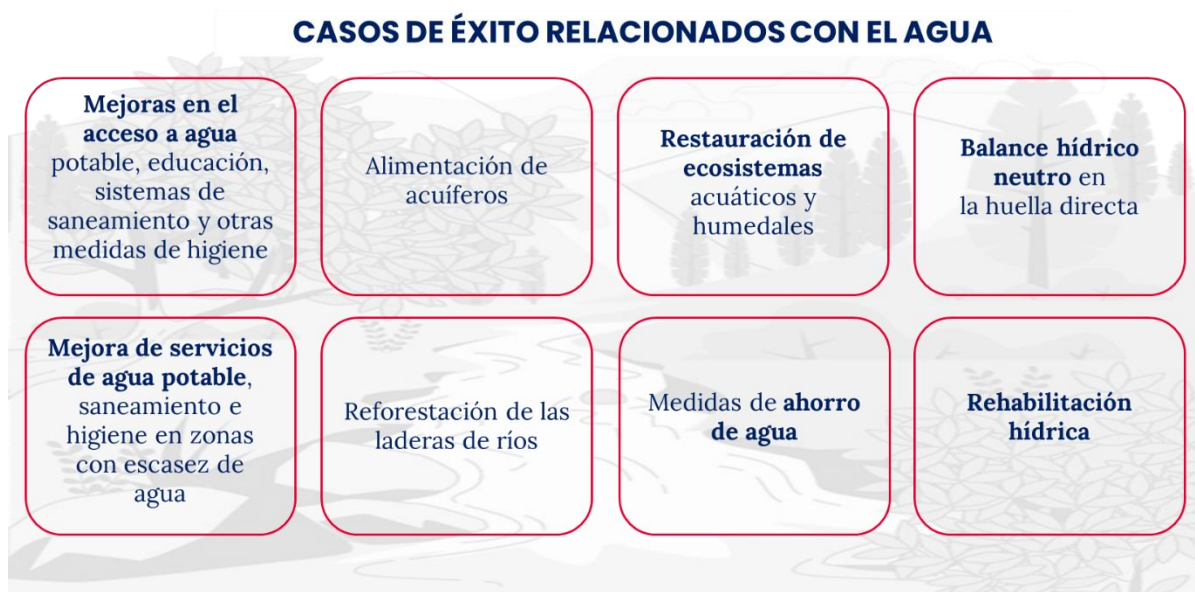 CASOS DE ÉXITO RELACIONADOS CON EL AGUA
Mejoras en el
acceso a agua
potable, educación,
sistemas de
saneamiento y otras
medidas de higiene
Alimentación de
acuíferos
Restauración de
ecosistemas
acuáticos y
humedales
Balance hídrico
neutro en
la huella directa
Mejora de servicios
de agua potable,
saneamiento e
higiene en zonas
con escasez de
agua
Reforestación de las
laderas de ríos
Medidas de ahorro
de agua
Rehabilitación
hídrica